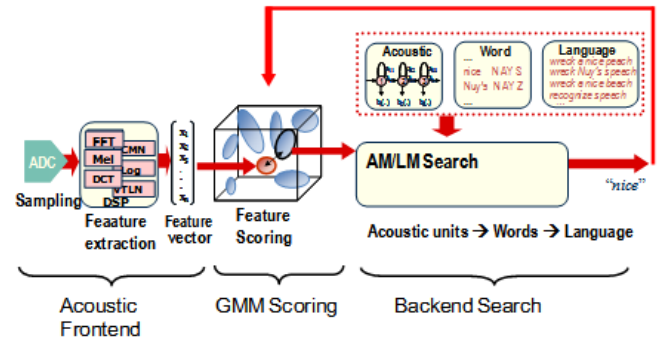 Acoustic
Word
Language
...
nice NAY S
Nuy's NAY Z
...
wreck a nice peach
wreck Nuy's speech
wreck a nice beach
recognize speech
...
ADC
Sampling
FFT
CMN
Mel
Log
DCT
VTLN
DSP
Feaature
extraction
Feature
vector
Feature
Scoring
AM/LM Search
"nice"
Acoustic units → Words → Language
Acoustic
Frontend
GMM Scoring
Backend Search